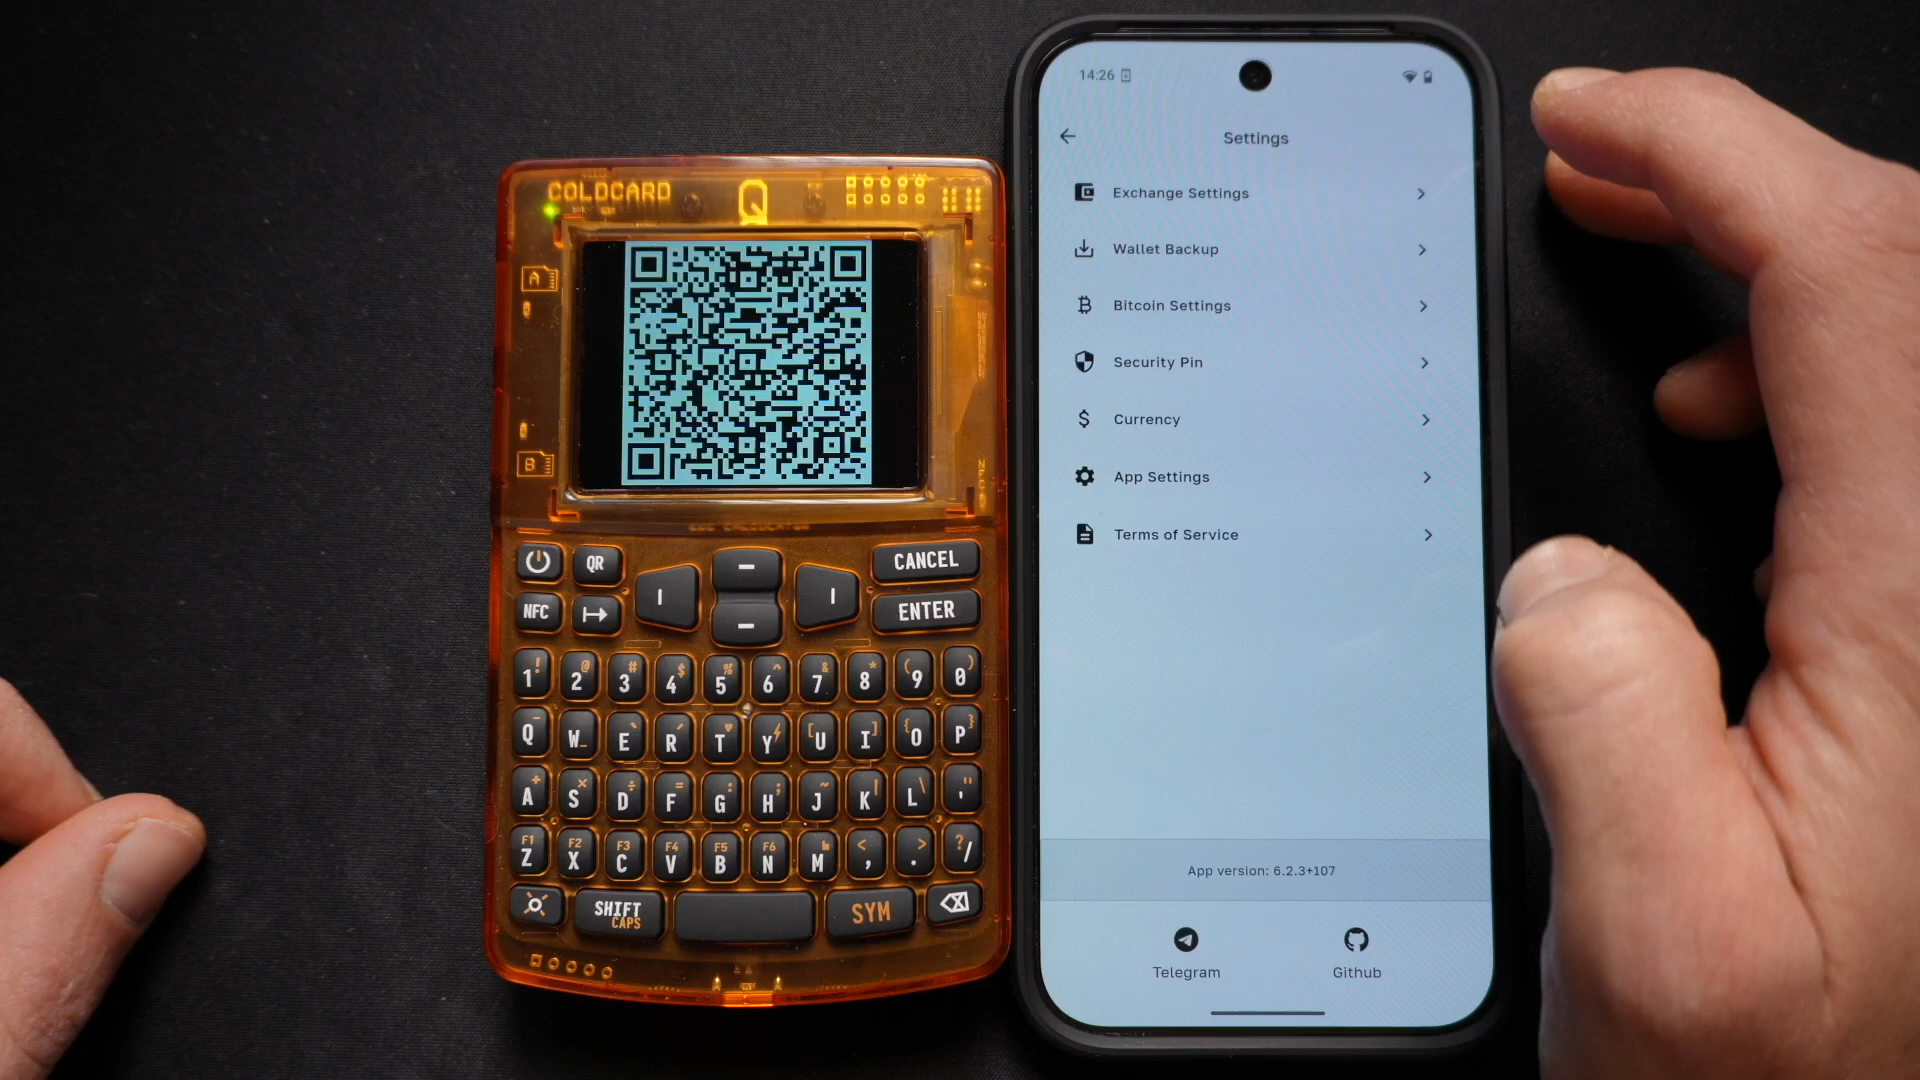 COLDCARD
Q
A
B
QR
CANCEL
NFC
ENTER
1! 2@ 3# 4$ 5% 6^ 7& 8* 9( 0)
Q W_ E` R´ T Y U[ I] O{ P}
A+ S× D÷ F= G: H; J~ K| L\ '"
F1 F2 F3 F4 F5 F6
Z X C V B N M ,< .> /?
SHIFT
CAPS
SYM
14:26
Settings
Exchange Settings
Wallet Backup
Bitcoin Settings
Security Pin
$ Currency
App Settings
Terms of Service
App version: 6.2.3+107
Telegram
Github